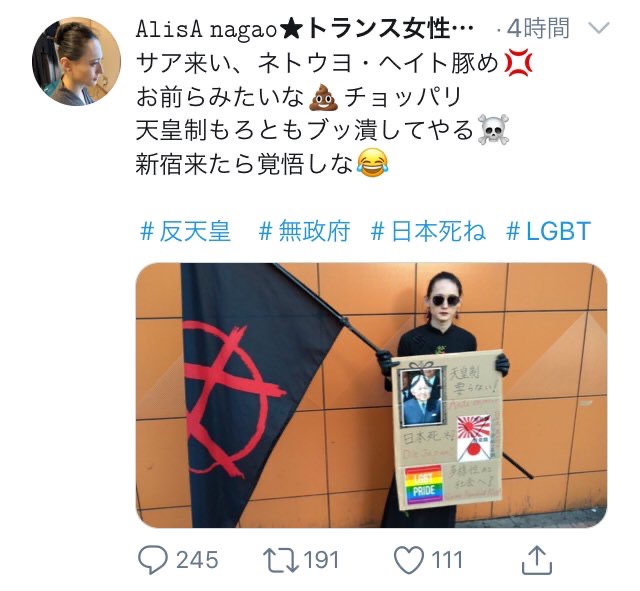 AlisA nagao★トランス女性… ・4時間
サア来い、ネトウヨ・ヘイト豚め💢
お前らみたいな💩チョッパリ
天皇制もろともブッ潰してやる☠️
新宿来たら覚悟しな😂
#反天皇 #無政府 #日本死ね #LGBT
天皇制
要らない!
日本死ね
Die Japan
LGBT
PRIDE
多様性の
社会へ!
245 191 111